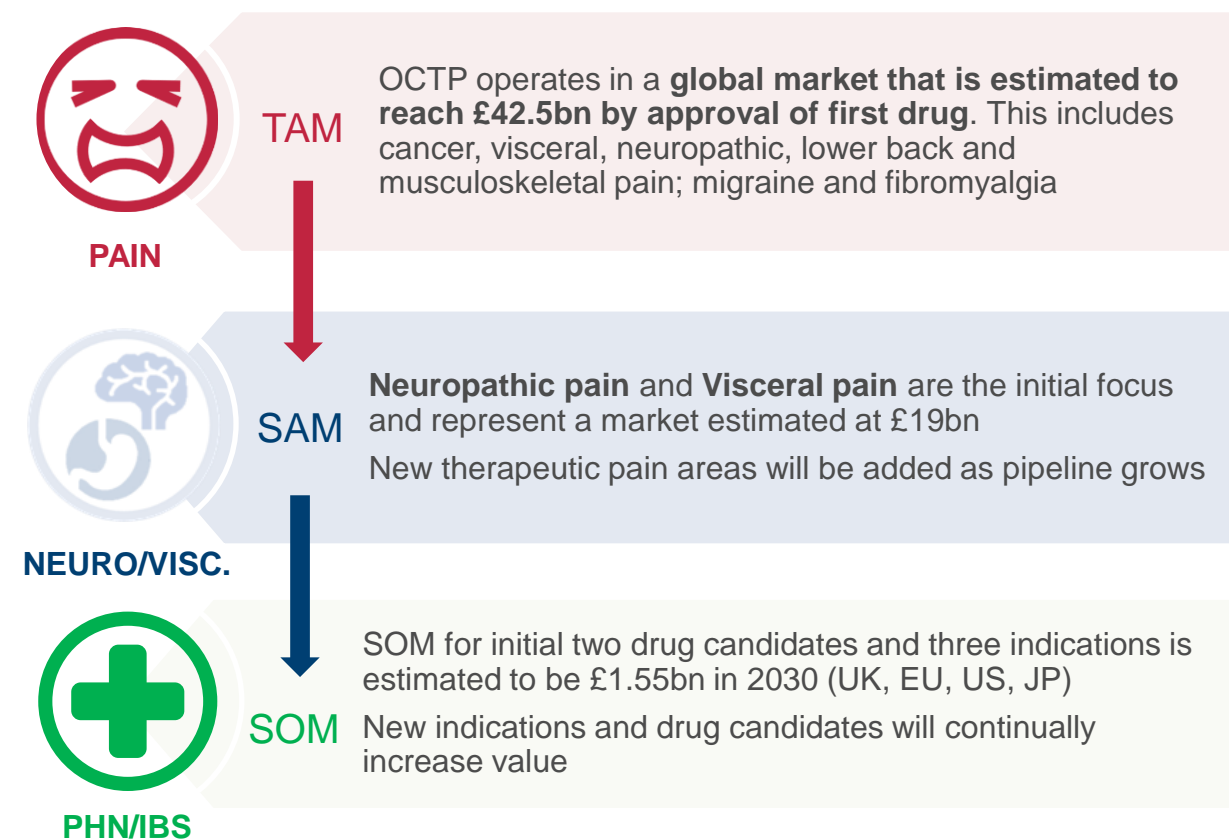 OCTP operates in a global market that is estimated to
reach £42.5bn by approval of first drug. This includes
cancer, visceral, neuropathic, lower back and
musculoskeletal pain; migraine and fibromyalgia
TAM
PAIN
Neuropathic pain and Visceral pain are the initial focus
and represent a market estimated at £19bn
New therapeutic pain areas will be added as pipeline grows
SAM
NEURO/VISC.
SOM for initial two drug candidates and three indications is
estimated to be £1.55bn in 2030 (UK, EU, US, JP)
New indications and drug candidates will continually
increase value
SOM
PHN/IBS